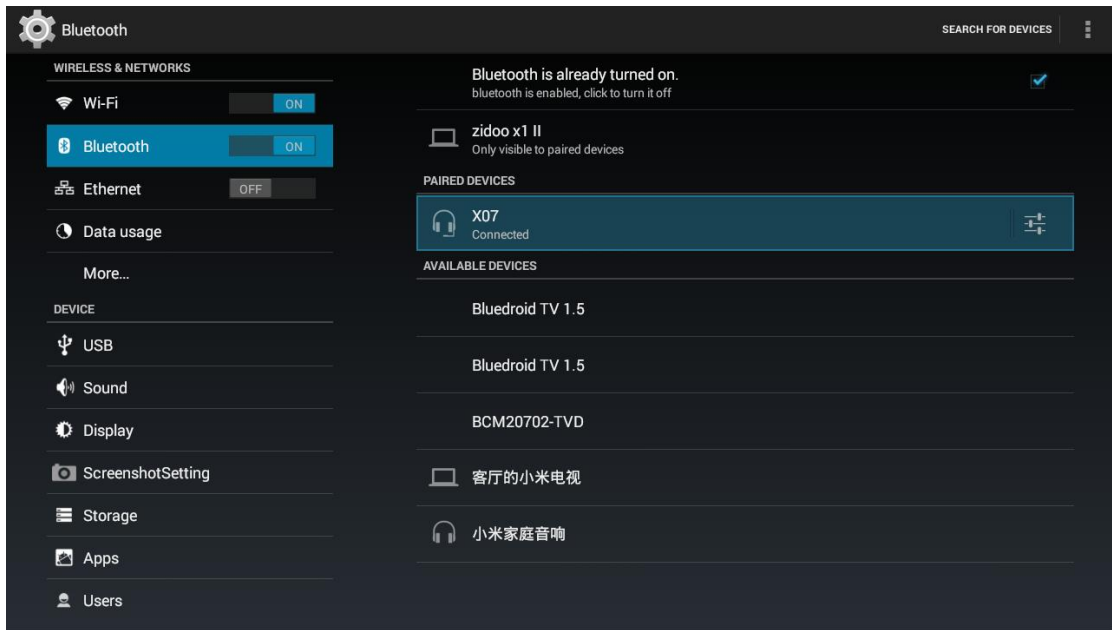 Bluetooth
SEARCH FOR DEVICES
WIRELESS & NETWORKS
Wi-Fi
ON
Bluetooth
ON
Ethernet
OFF
Data usage
More...
DEVICE
USB
Sound
Display
ScreenshotSetting
Storage
Apps
Users
Bluetooth is already turned on.
bluetooth is enabled, click to turn it off
zidoo x1 II
Only visible to paired devices
PAIRED DEVICES
X07
Connected
AVAILABLE DEVICES
Bluedroid TV 1.5
Bluedroid TV 1.5
BCM20702-TVD
客厅的小米电视
小米家庭音响